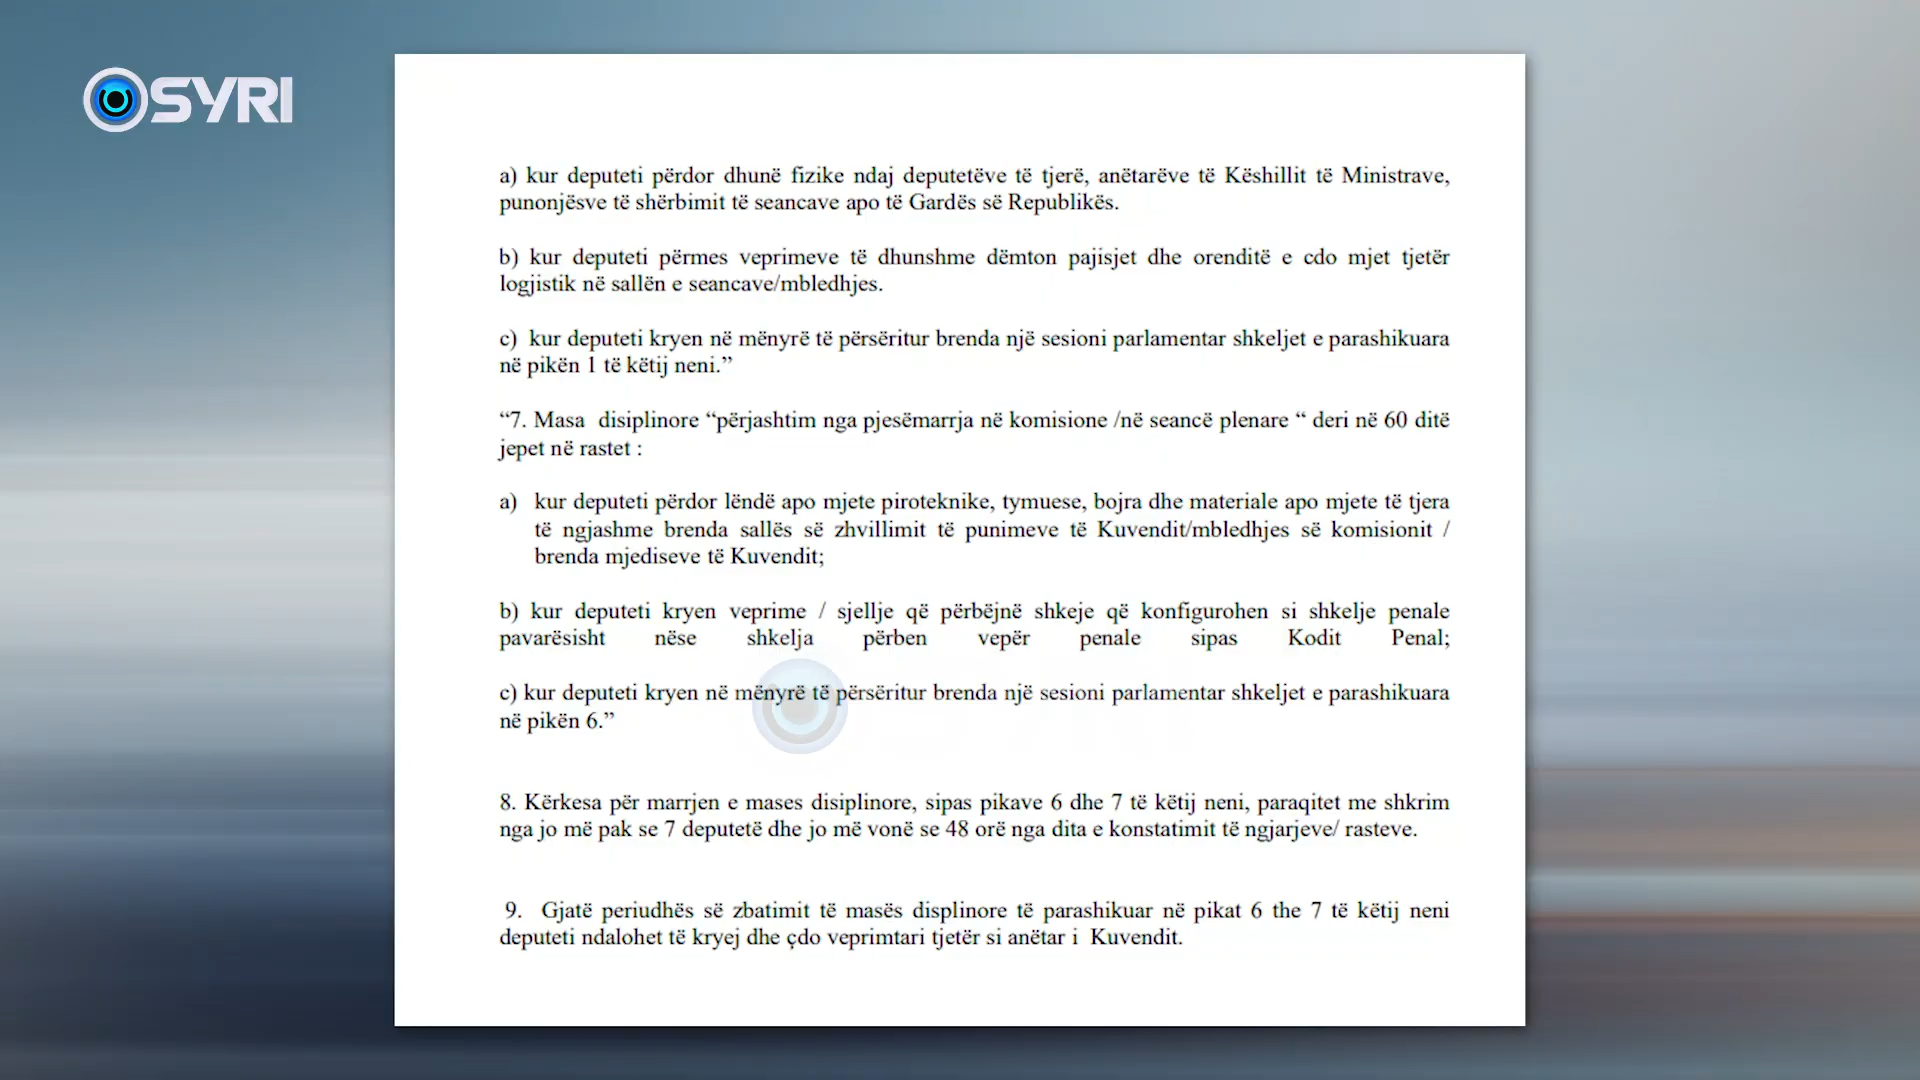 SYRI
a) kur deputeti përdor dhunë fizike ndaj deputetëve të tjerë, anëtarëve të Këshillit të Ministrave,
punonjësve të shërbimit të seancave apo të Gardës së Republikës.
b) kur deputeti përmes veprimeve të dhunshme dëmton pajisjet dhe orenditë e cdo mjet tjetër
logjistik në sallën e seancave/mbledhjes.
c) kur deputeti kryen në mënyrë të përsëritur brenda një sesioni parlamentar shkeljet e parashikuara
në pikën 1 të këtij neni.”
“7. Masa disiplinore “përjashtim nga pjesëmarrja në komisione /në seancë plenare “ deri në 60 ditë
jepet në rastet :
a) kur deputeti përdor lëndë apo mjete piroteknike, tymuese, bojra dhe materiale apo mjete të tjera
të ngjashme brenda sallës së zhvillimit të punimeve të Kuvendit/mbledhjes së komisionit /
brenda mjediseve të Kuvendit;
b) kur deputeti kryen veprime / sjellje që përbëjnë shkeje që konfigurohen si shkelje penale
pavarësisht nëse shkelja përben vepër penale sipas Kodit Penal;
c) kur deputeti kryen në mënyrë të përsëritur brenda një sesioni parlamentar shkeljet e parashikuara
në pikën 6.”
8. Kërkesa për marrjen e mases disiplinore, sipas pikave 6 dhe 7 të këtij neni, paraqitet me shkrim
nga jo më pak se 7 deputetë dhe jo më vonë se 48 orë nga dita e konstatimit të ngjarjeve/ rasteve.
9. Gjatë periudhës së zbatimit të masës displinore të parashikuar në pikat 6 the 7 të këtij neni
deputeti ndalohet të kryej dhe çdo veprimtari tjetër si anëtar i Kuvendit.